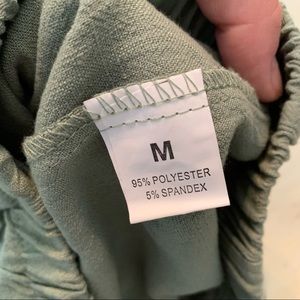 M
95% POLYESTER
5% SPANDEX